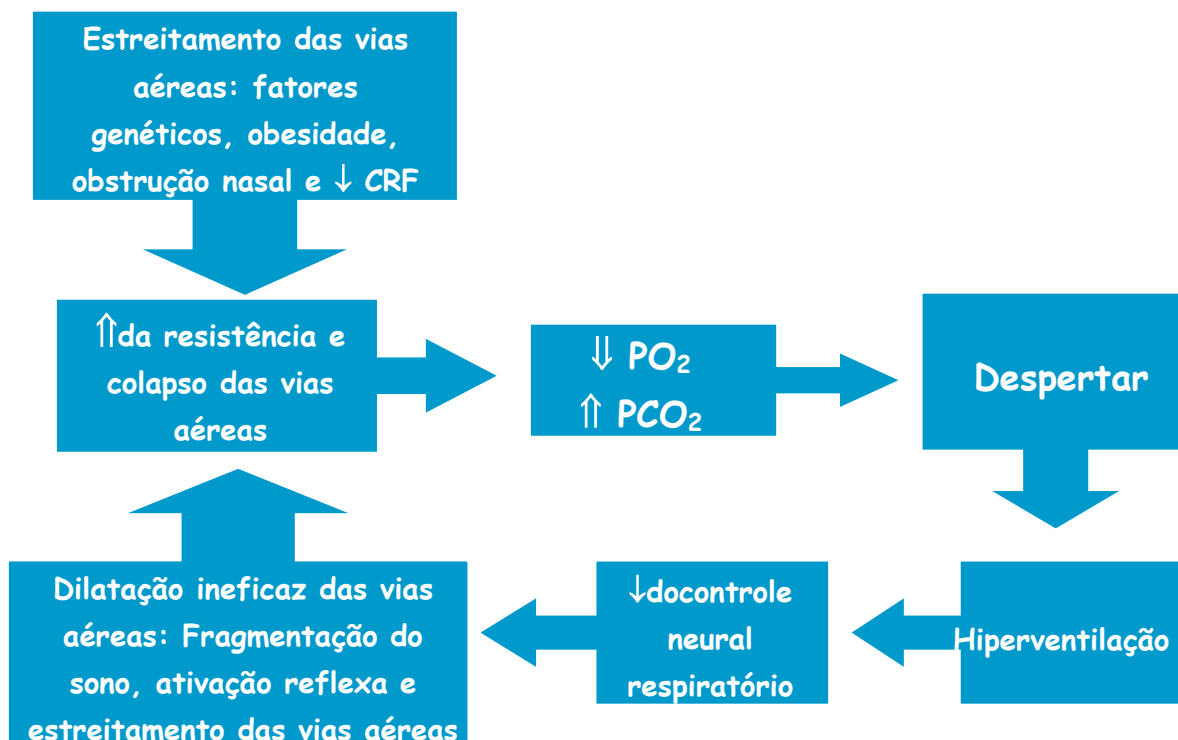 Estreitamento das vias
aéreas: fatores
genéticos, obesidade,
obstrução nasal e ↓ CRF
⇑da resistência e
colapso das vias
aéreas
⇓ PO₂
⇑ PCO₂
Despertar
Hiperventilação
↓docontrole
neural
respiratório
Dilatação ineficaz das vias
aéreas: Fragmentação do
sono, ativação reflexa e
estreitamento das vias aéreas